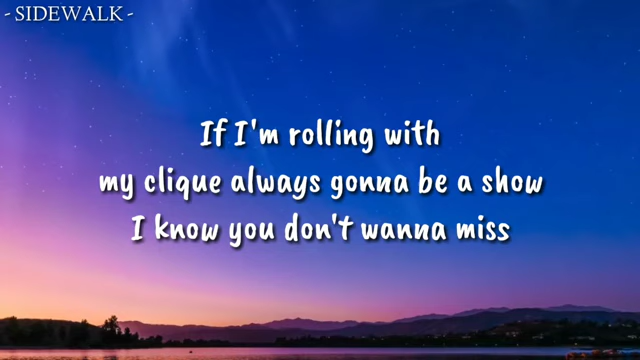 - SIDEWALK -
If I'm rolling with
my clique always gonna be a show
I know you don't wanna miss